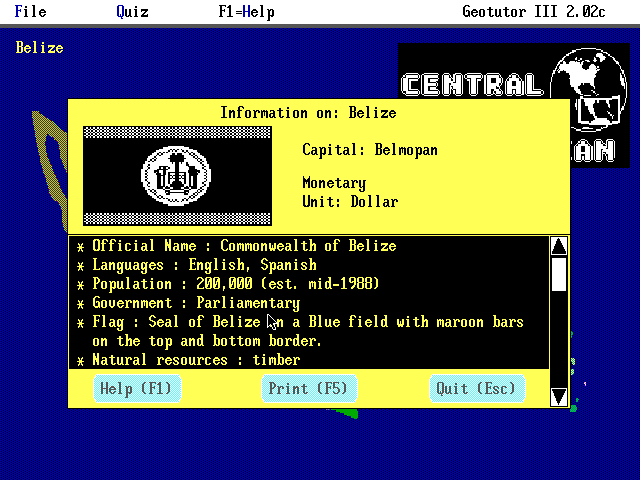 File Quiz F1=Help Geotutor III 2.02c
Belize
CENTRAL
Information on: Belize
Capital: Belmopan
Monetary
Unit: Dollar
* Official Name : Commonwealth of Belize
* Languages : English, Spanish
* Population : 200,000 (est. mid-1988)
* Government : Parliamentary
* Flag : Seal of Belize on a Blue field with maroon bars
on the top and bottom border.
* Natural resources : timber
Help (F1) Print (F5) Quit (Esc)